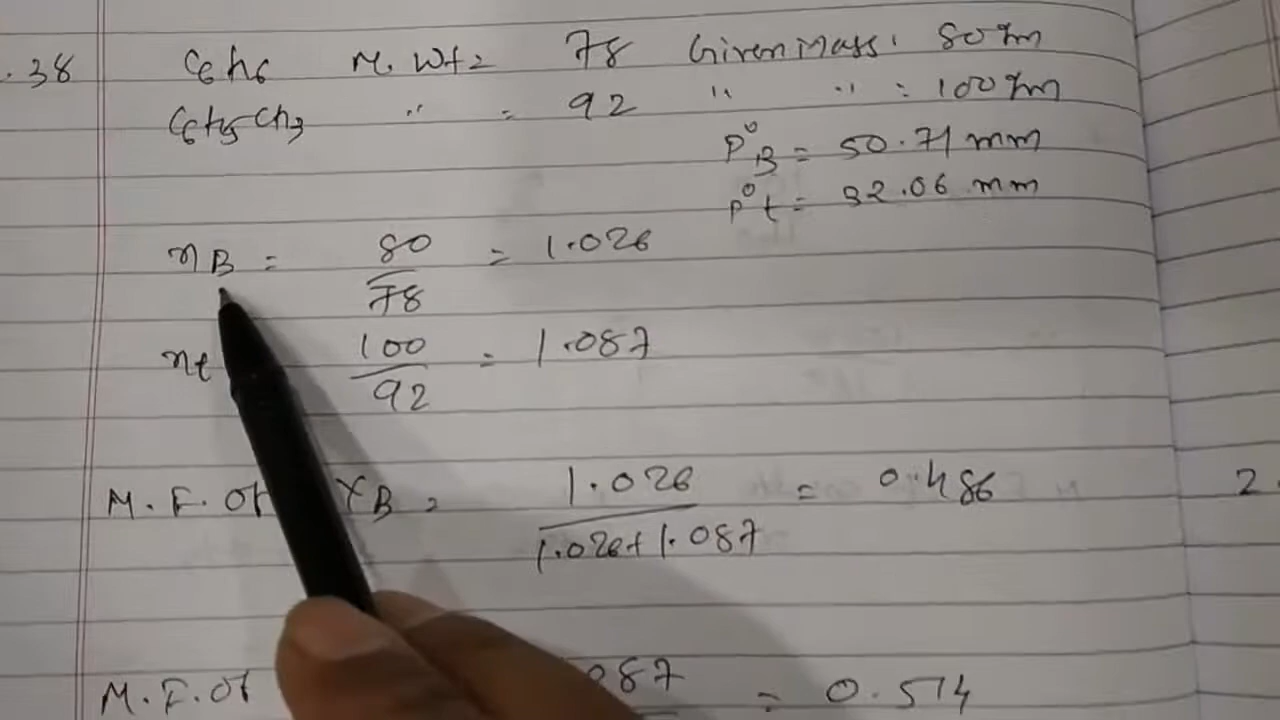 .38 C6H6 M. Wt = 78 Given Mass: 80 gm
C6H5CH3 " = 92 " " : 100 gm
P°B = 50.71 mm
P°t = 32.06 mm
nB = 80/78 = 1.026
nt 100/92 = 1.087
M.F. of XB = 1.026/1.026+1.087 = 0.486
2
M.F. of 087 = 0.514